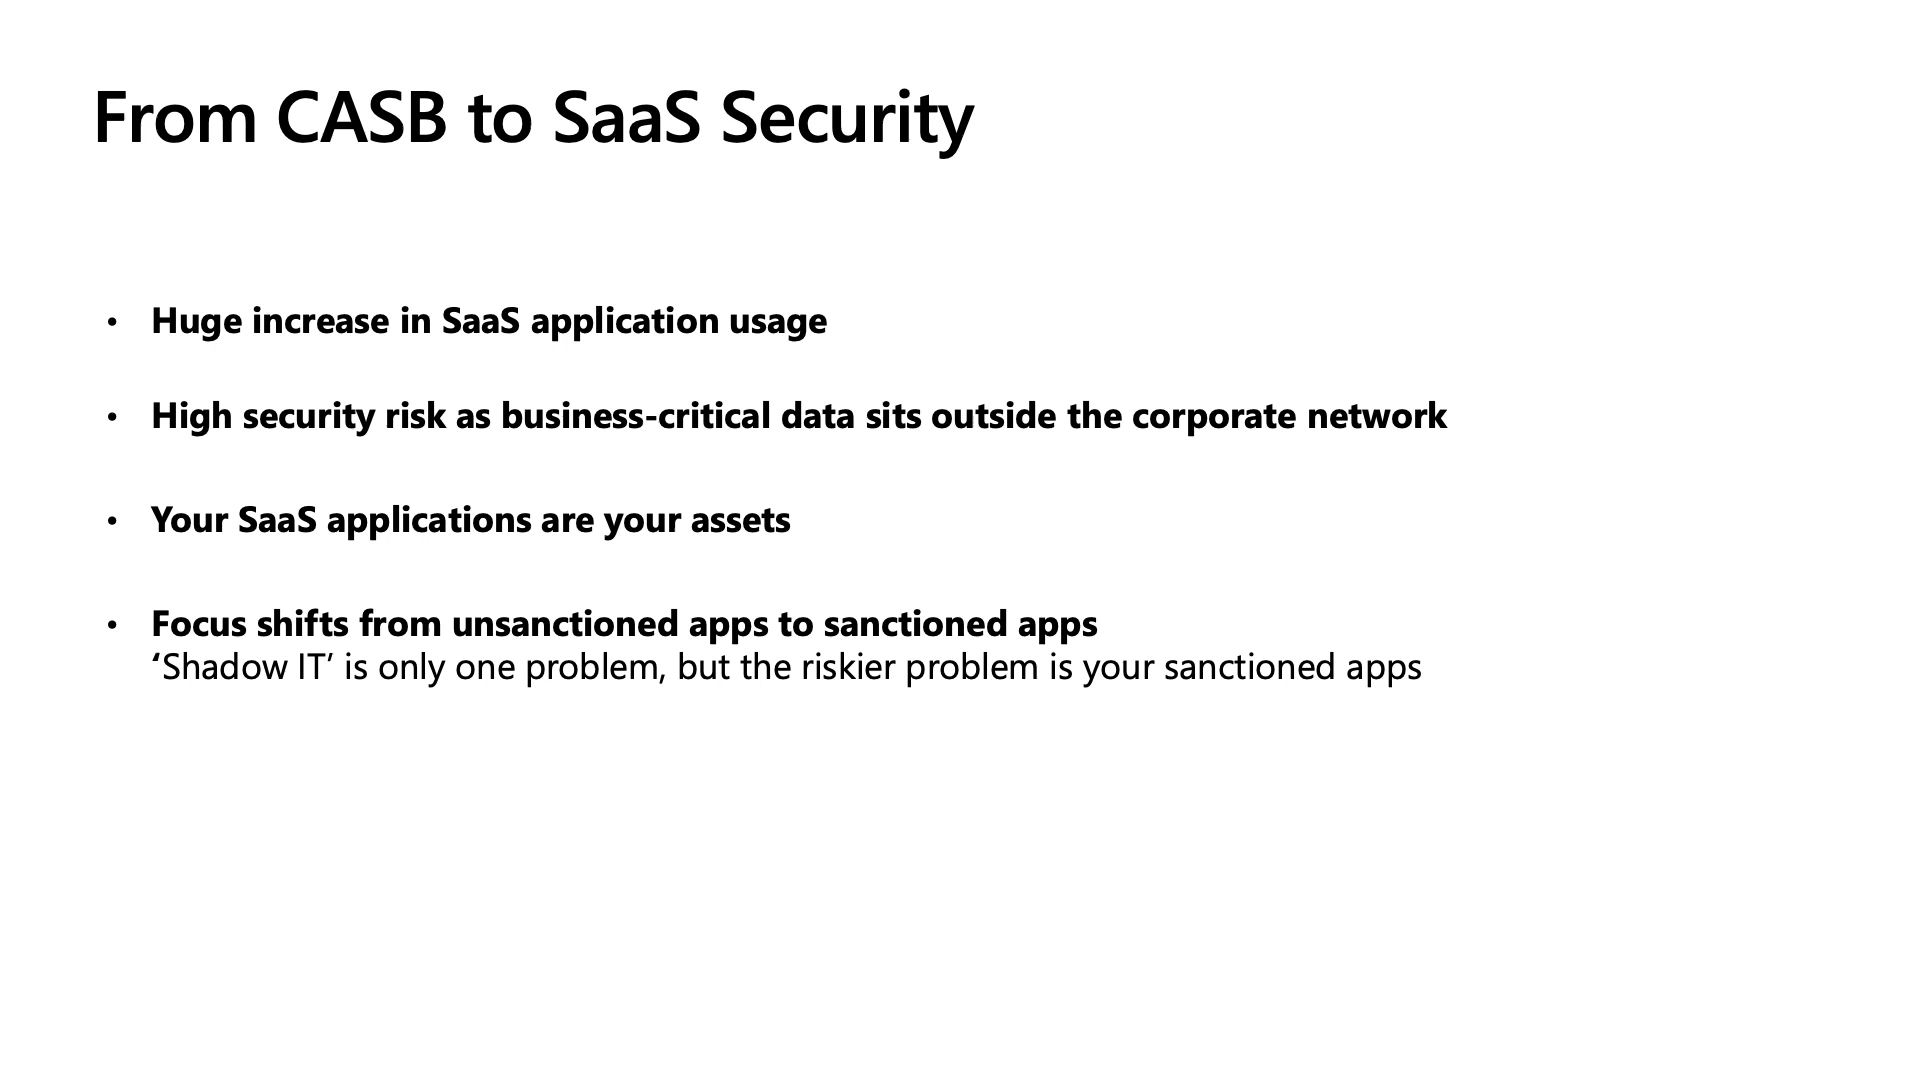 From CASB to SaaS Security
• Huge increase in SaaS application usage
• High security risk as business-critical data sits outside the corporate network
• Your SaaS applications are your assets
• Focus shifts from unsanctioned apps to sanctioned apps
‘Shadow IT’ is only one problem, but the riskier problem is your sanctioned apps